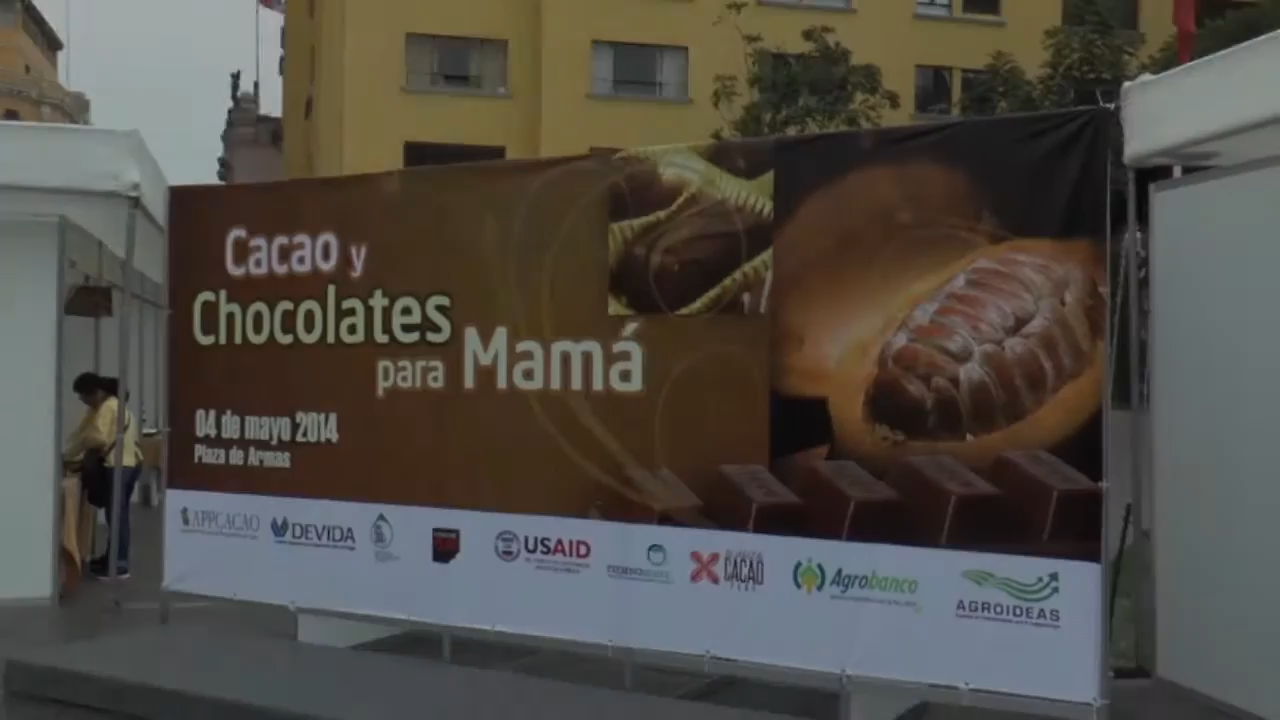 Cacao y
Chocolates
para Mamá
04 de mayo 2014
Plaza de Armas
APPCACAO
DEVIDA
USAID
CACAO
Agrobanco
AGROIDEAS